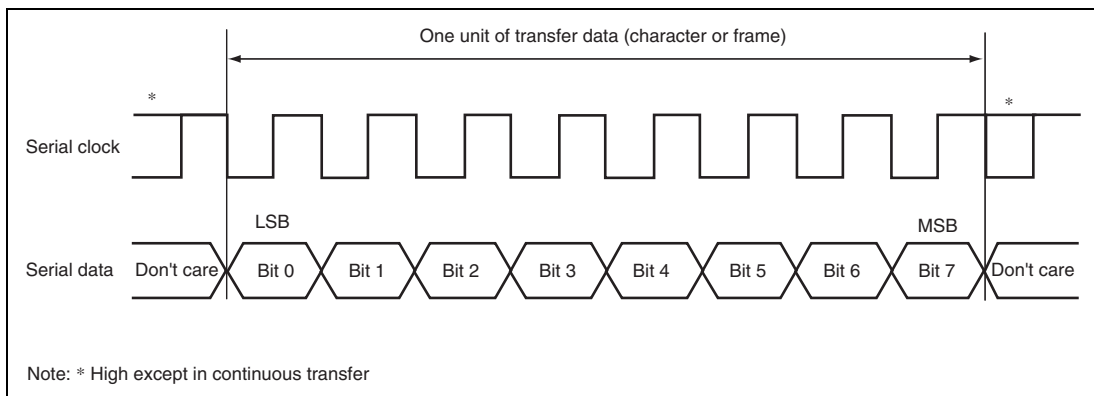 One unit of transfer data (character or frame)
* *
Serial clock
LSB MSB
Serial data Don't care Bit 0 Bit 1 Bit 2 Bit 3 Bit 4 Bit 5 Bit 6 Bit 7 Don't care
Note: * High except in continuous transfer